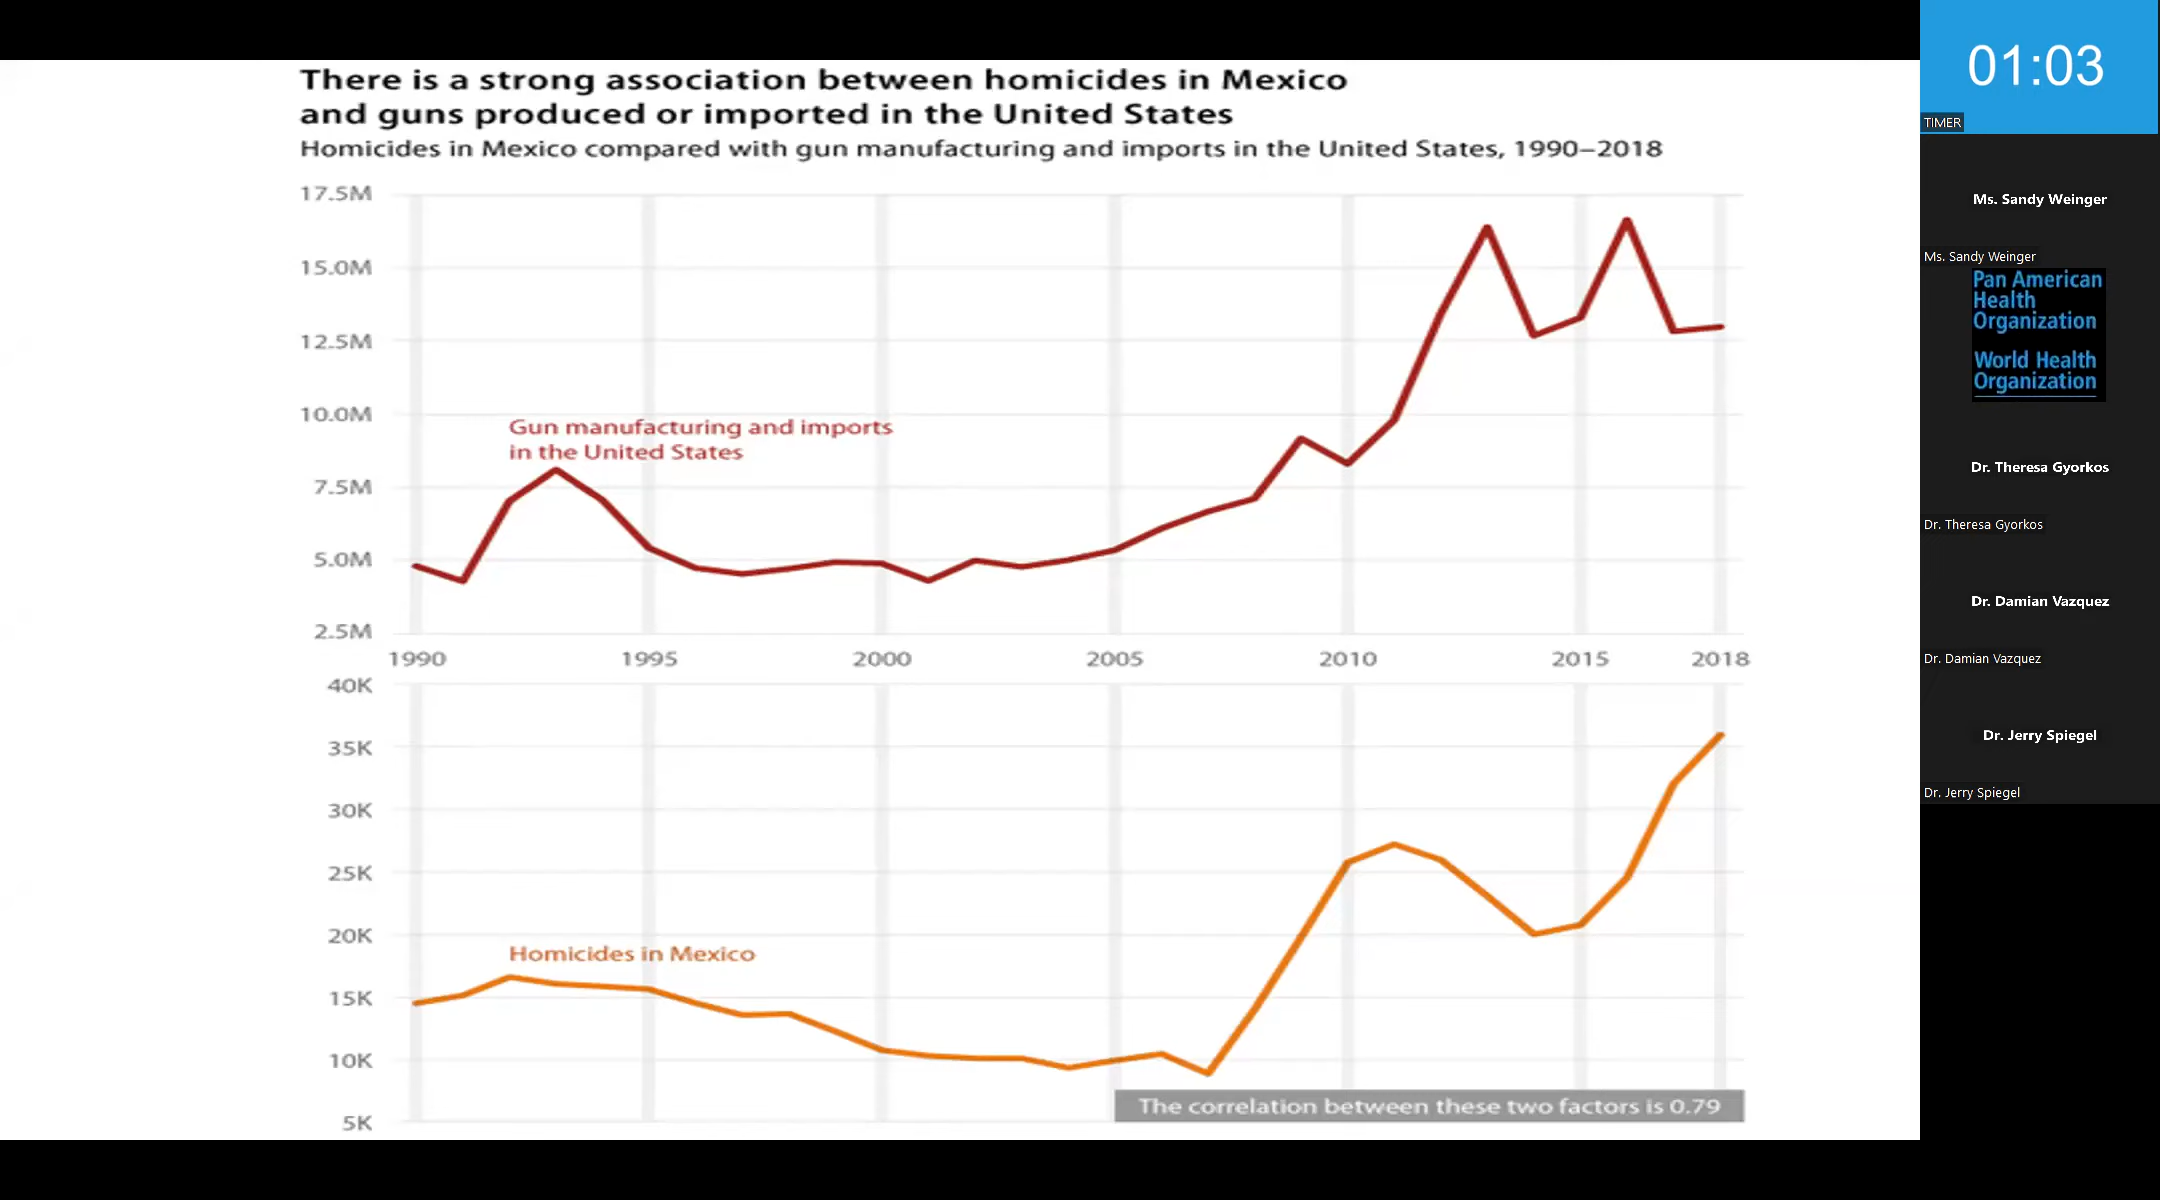 There is a strong association between homicides in Mexico
and guns produced or imported in the United States
Homicides in Mexico compared with gun manufacturing and imports in the United States, 1990–2018
17.5M
15.0M
12.5M
10.0M
7.5M
5.0M
2.5M
Gun manufacturing and imports
in the United States
1990 1995 2000 2005 2010 2015 2018
40K
35K
30K
25K
20K
15K
10K
5K
Homicides in Mexico
The correlation between these two factors is 0.79
01:03
TIMER
Ms. Sandy Weinger
Ms. Sandy Weinger
Pan American
Health
Organization
World Health
Organization
Dr. Theresa Gyorkos
Dr. Theresa Gyorkos
Dr. Damian Vazquez
Dr. Damian Vazquez
Dr. Jerry Spiegel
Dr. Jerry Spiegel